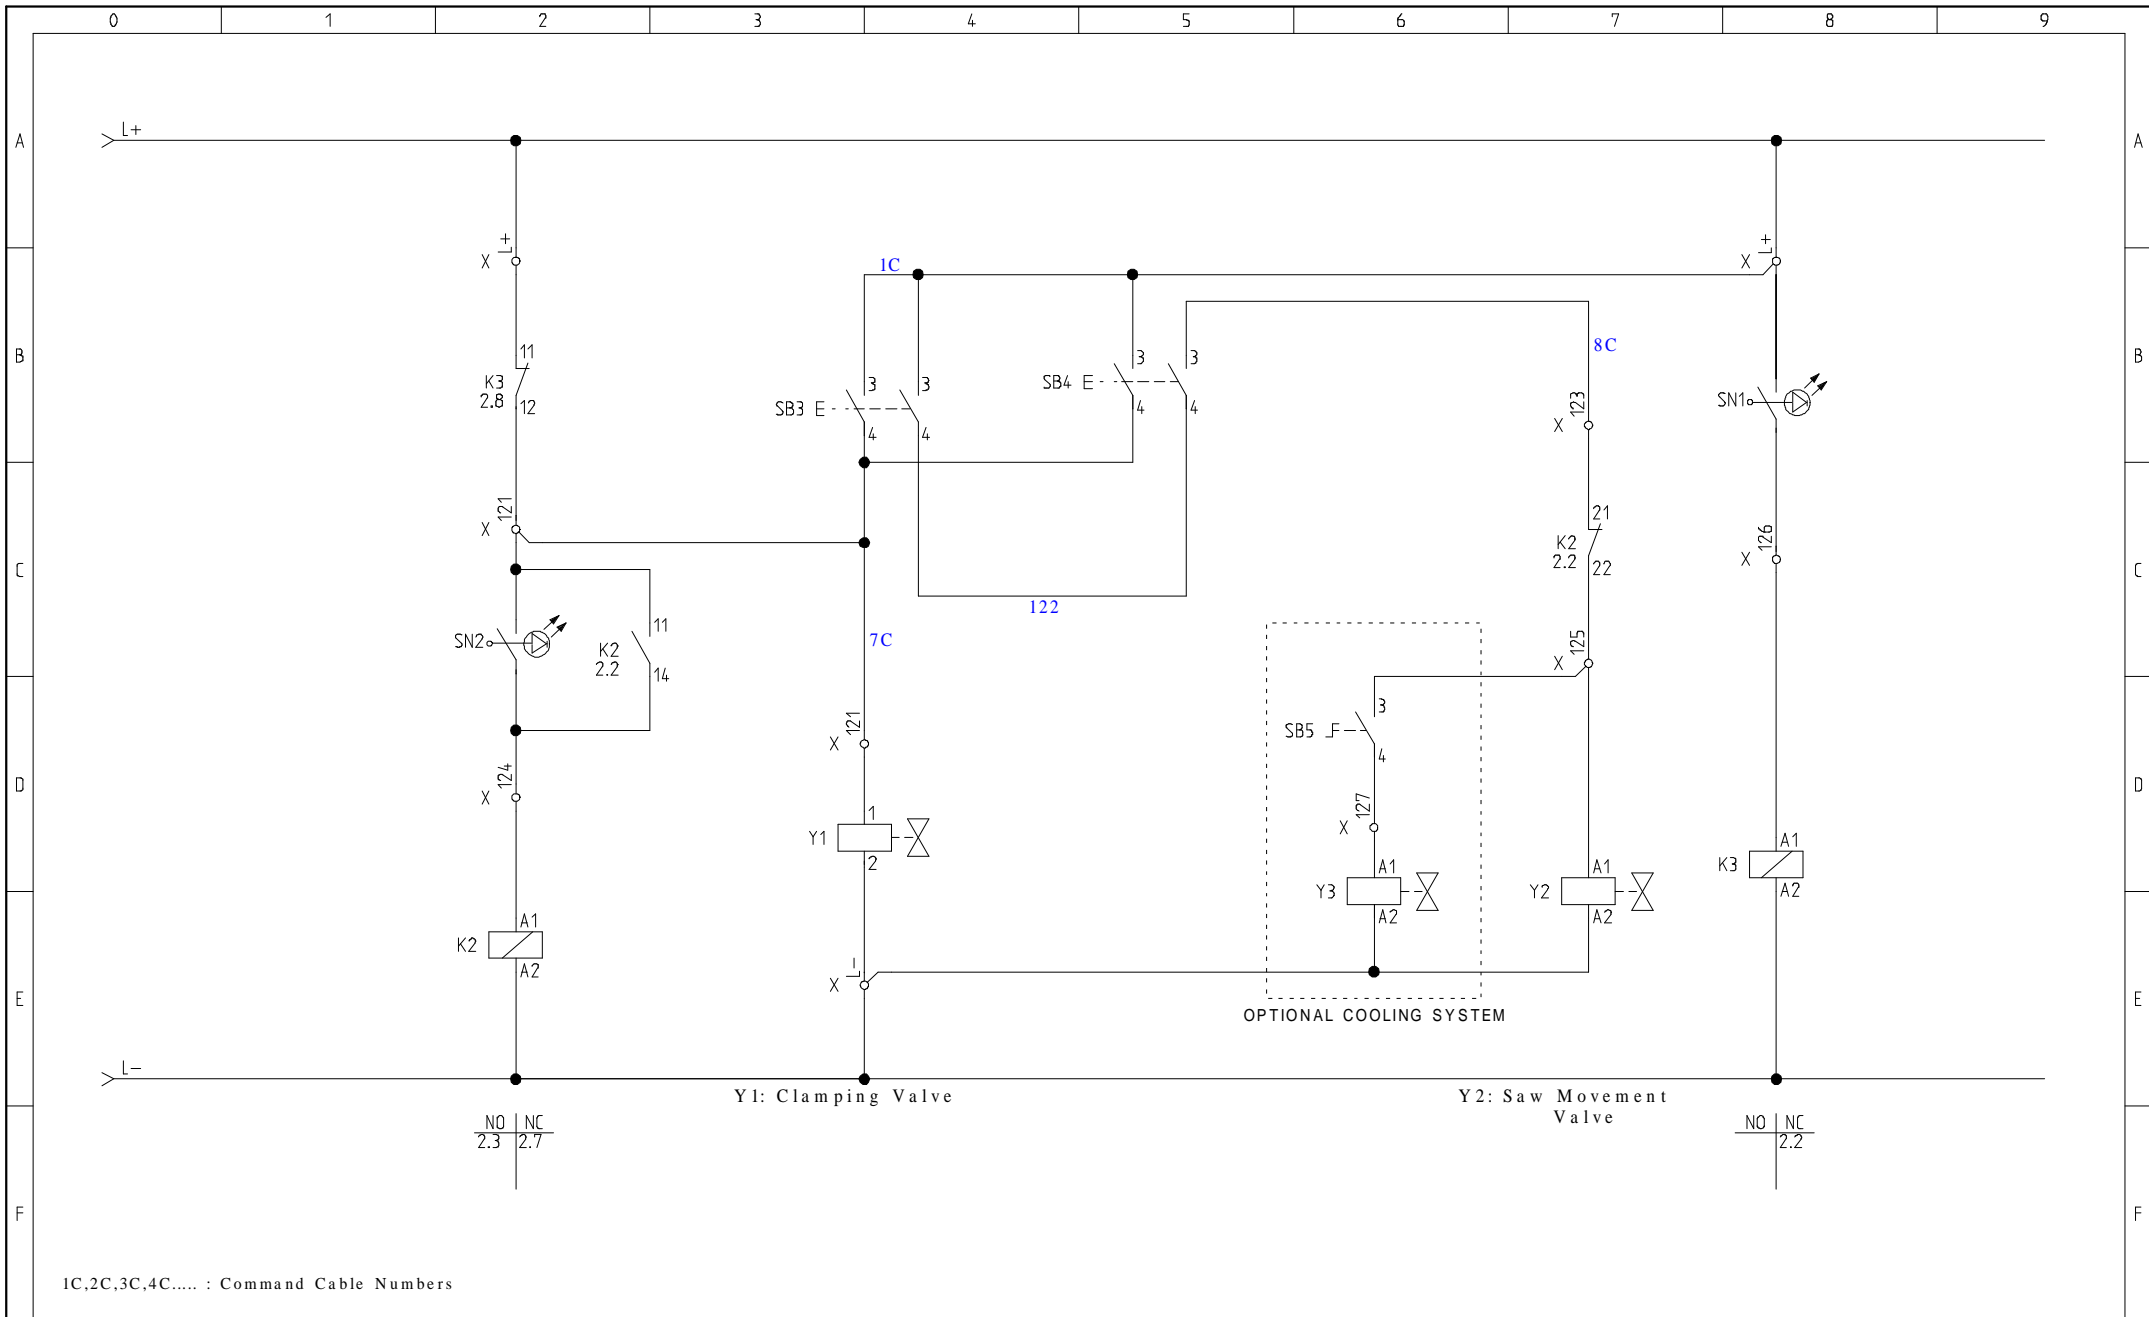 0 1 2 3 4 5 6 7 8 9
A L+ A
L+ X
L+ X
1C
B B
11
K3
2.8
12
3 3
SB3
4 4
3 3
SB4
4 4
8C
123
X
SN1
121
X
21
K2
2.2
22
126
X
C C
122
SN2
11
K2
2.2
14
7C
125
X
3
SB5
4
121
X
124
X
D D
127
X
1
Y1
2
A1
Y3
A2
A1
Y2
A2
A1
K3
A2
A1
K2
A2
L-
X
E E
OPTIONAL COOLING SYSTEM
L-
Y1: Clamping Valve
Y2: Saw Movement
Valve
NO NC
2.3 2.7
NO NC
2.2
F F
1C,2C,3C,4C..... : Command Cable Numbers